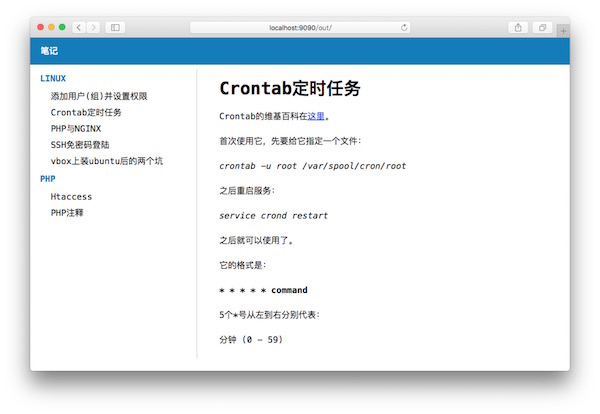 localhost:9090/out/
笔记
LINUX
添加用户(组)并设置权限
Crontab定时任务
PHP与NGINX
SSH免密码登陆
vbox上装ubuntu后的两个坑
PHP
Htaccess
PHP注释
Crontab定时任务
Crontab的维基百科在这里。
首次使用它，先要给它指定一个文件：
crontab -u root /var/spool/cron/root
之后重启服务：
service crond restart
之后就可以使用了。
它的格式是：
* * * * * command
5个*号从左到右分别代表：
分钟 (0 - 59)